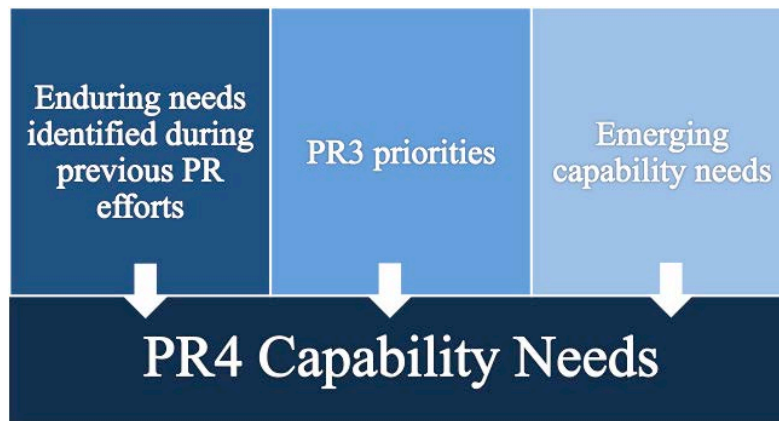 Enduring needs
identified during
previous PR
efforts
PR3 priorities
Emerging
capability needs
PR4 Capability Needs